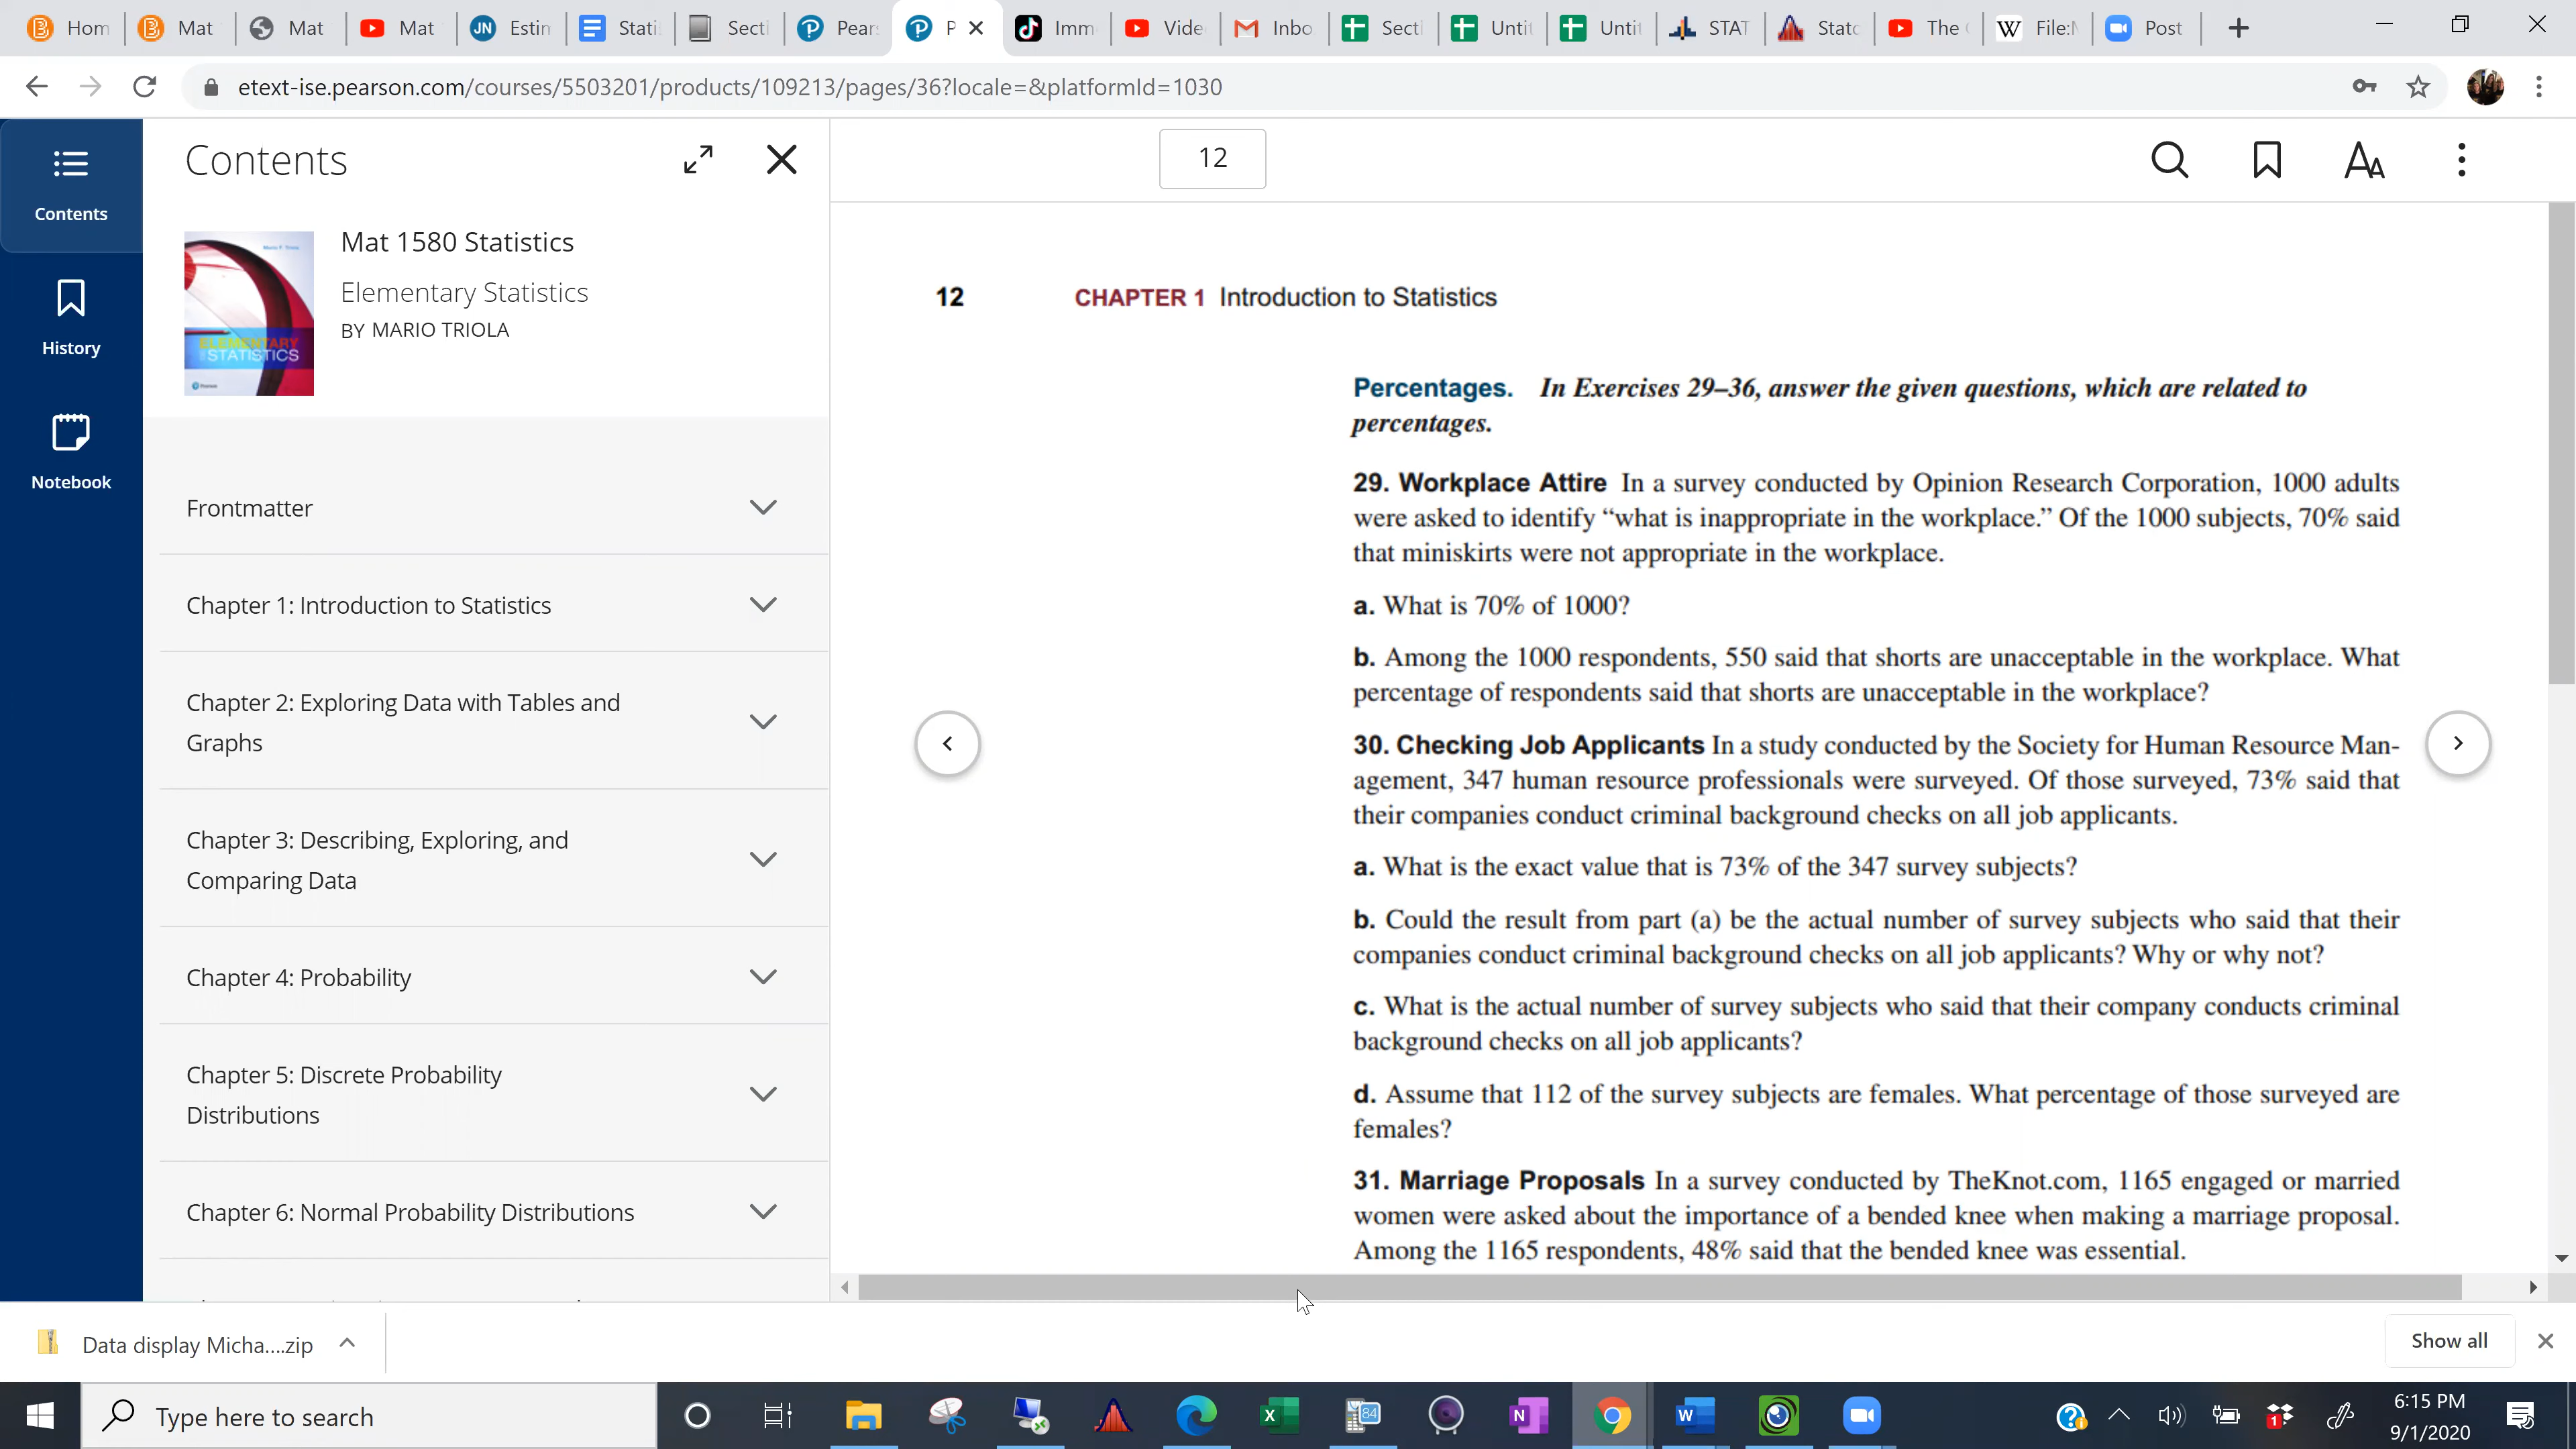 Hom
Mat
Mat
Mat
JN Estin
Stati
Secti
Pears
P
Imm
Vide
Inbo
Secti
Untit
Untit
STAT
Statc
The
W File:M
Post
etext-ise.pearson.com/courses/5503201/products/109213/pages/36?locale=&platformId=1030
Contents
History
Notebook
Contents
Mat 1580 Statistics
Elementary Statistics
BY MARIO TRIOLA
ELEMENTARY
STATISTICS
Frontmatter
Chapter 1: Introduction to Statistics
Chapter 2: Exploring Data with Tables and
Graphs
Chapter 3: Describing, Exploring, and
Comparing Data
Chapter 4: Probability
Chapter 5: Discrete Probability
Distributions
Chapter 6: Normal Probability Distributions
12
12 CHAPTER 1 Introduction to Statistics
Percentages. In Exercises 29–36, answer the given questions, which are related to
percentages.
29. Workplace Attire In a survey conducted by Opinion Research Corporation, 1000 adults
were asked to identify “what is inappropriate in the workplace.” Of the 1000 subjects, 70% said
that miniskirts were not appropriate in the workplace.
a. What is 70% of 1000?
b. Among the 1000 respondents, 550 said that shorts are unacceptable in the workplace. What
percentage of respondents said that shorts are unacceptable in the workplace?
30. Checking Job Applicants In a study conducted by the Society for Human Resource Man-
agement, 347 human resource professionals were surveyed. Of those surveyed, 73% said that
their companies conduct criminal background checks on all job applicants.
a. What is the exact value that is 73% of the 347 survey subjects?
b. Could the result from part (a) be the actual number of survey subjects who said that their
companies conduct criminal background checks on all job applicants? Why or why not?
c. What is the actual number of survey subjects who said that their company conducts criminal
background checks on all job applicants?
d. Assume that 112 of the survey subjects are females. What percentage of those surveyed are
females?
31. Marriage Proposals In a survey conducted by TheKnot.com, 1165 engaged or married
women were asked about the importance of a bended knee when making a marriage proposal.
Among the 1165 respondents, 48% said that the bended knee was essential.
Data display Micha....zip
Show all
Type here to search
84
6:15 PM
9/1/2020